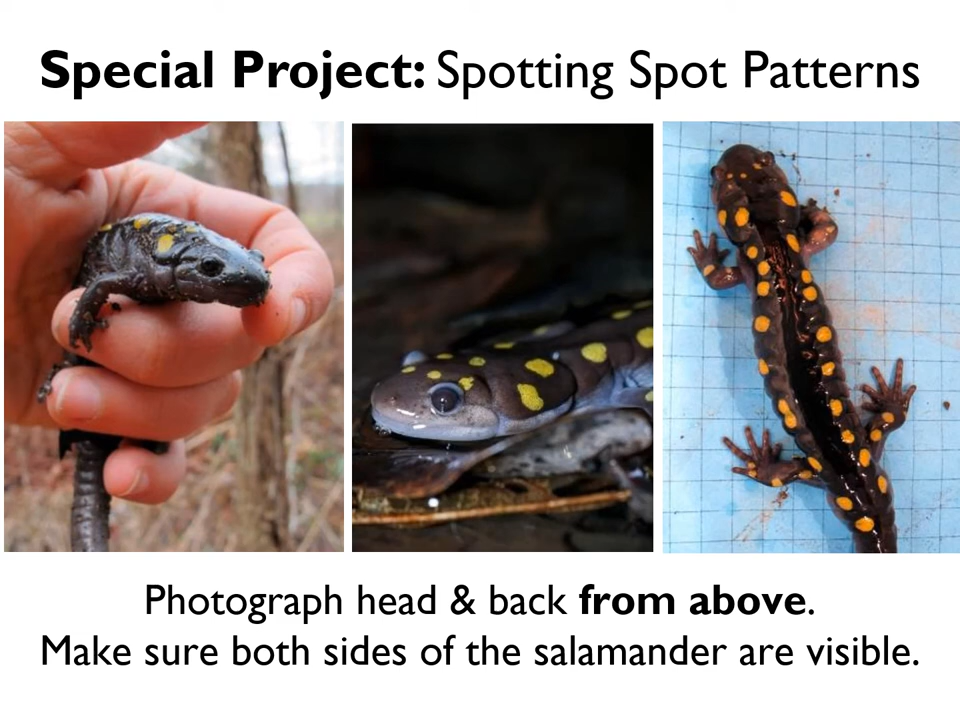 Special Project: Spotting Spot Patterns
Photograph head & back from above.
Make sure both sides of the salamander are visible.